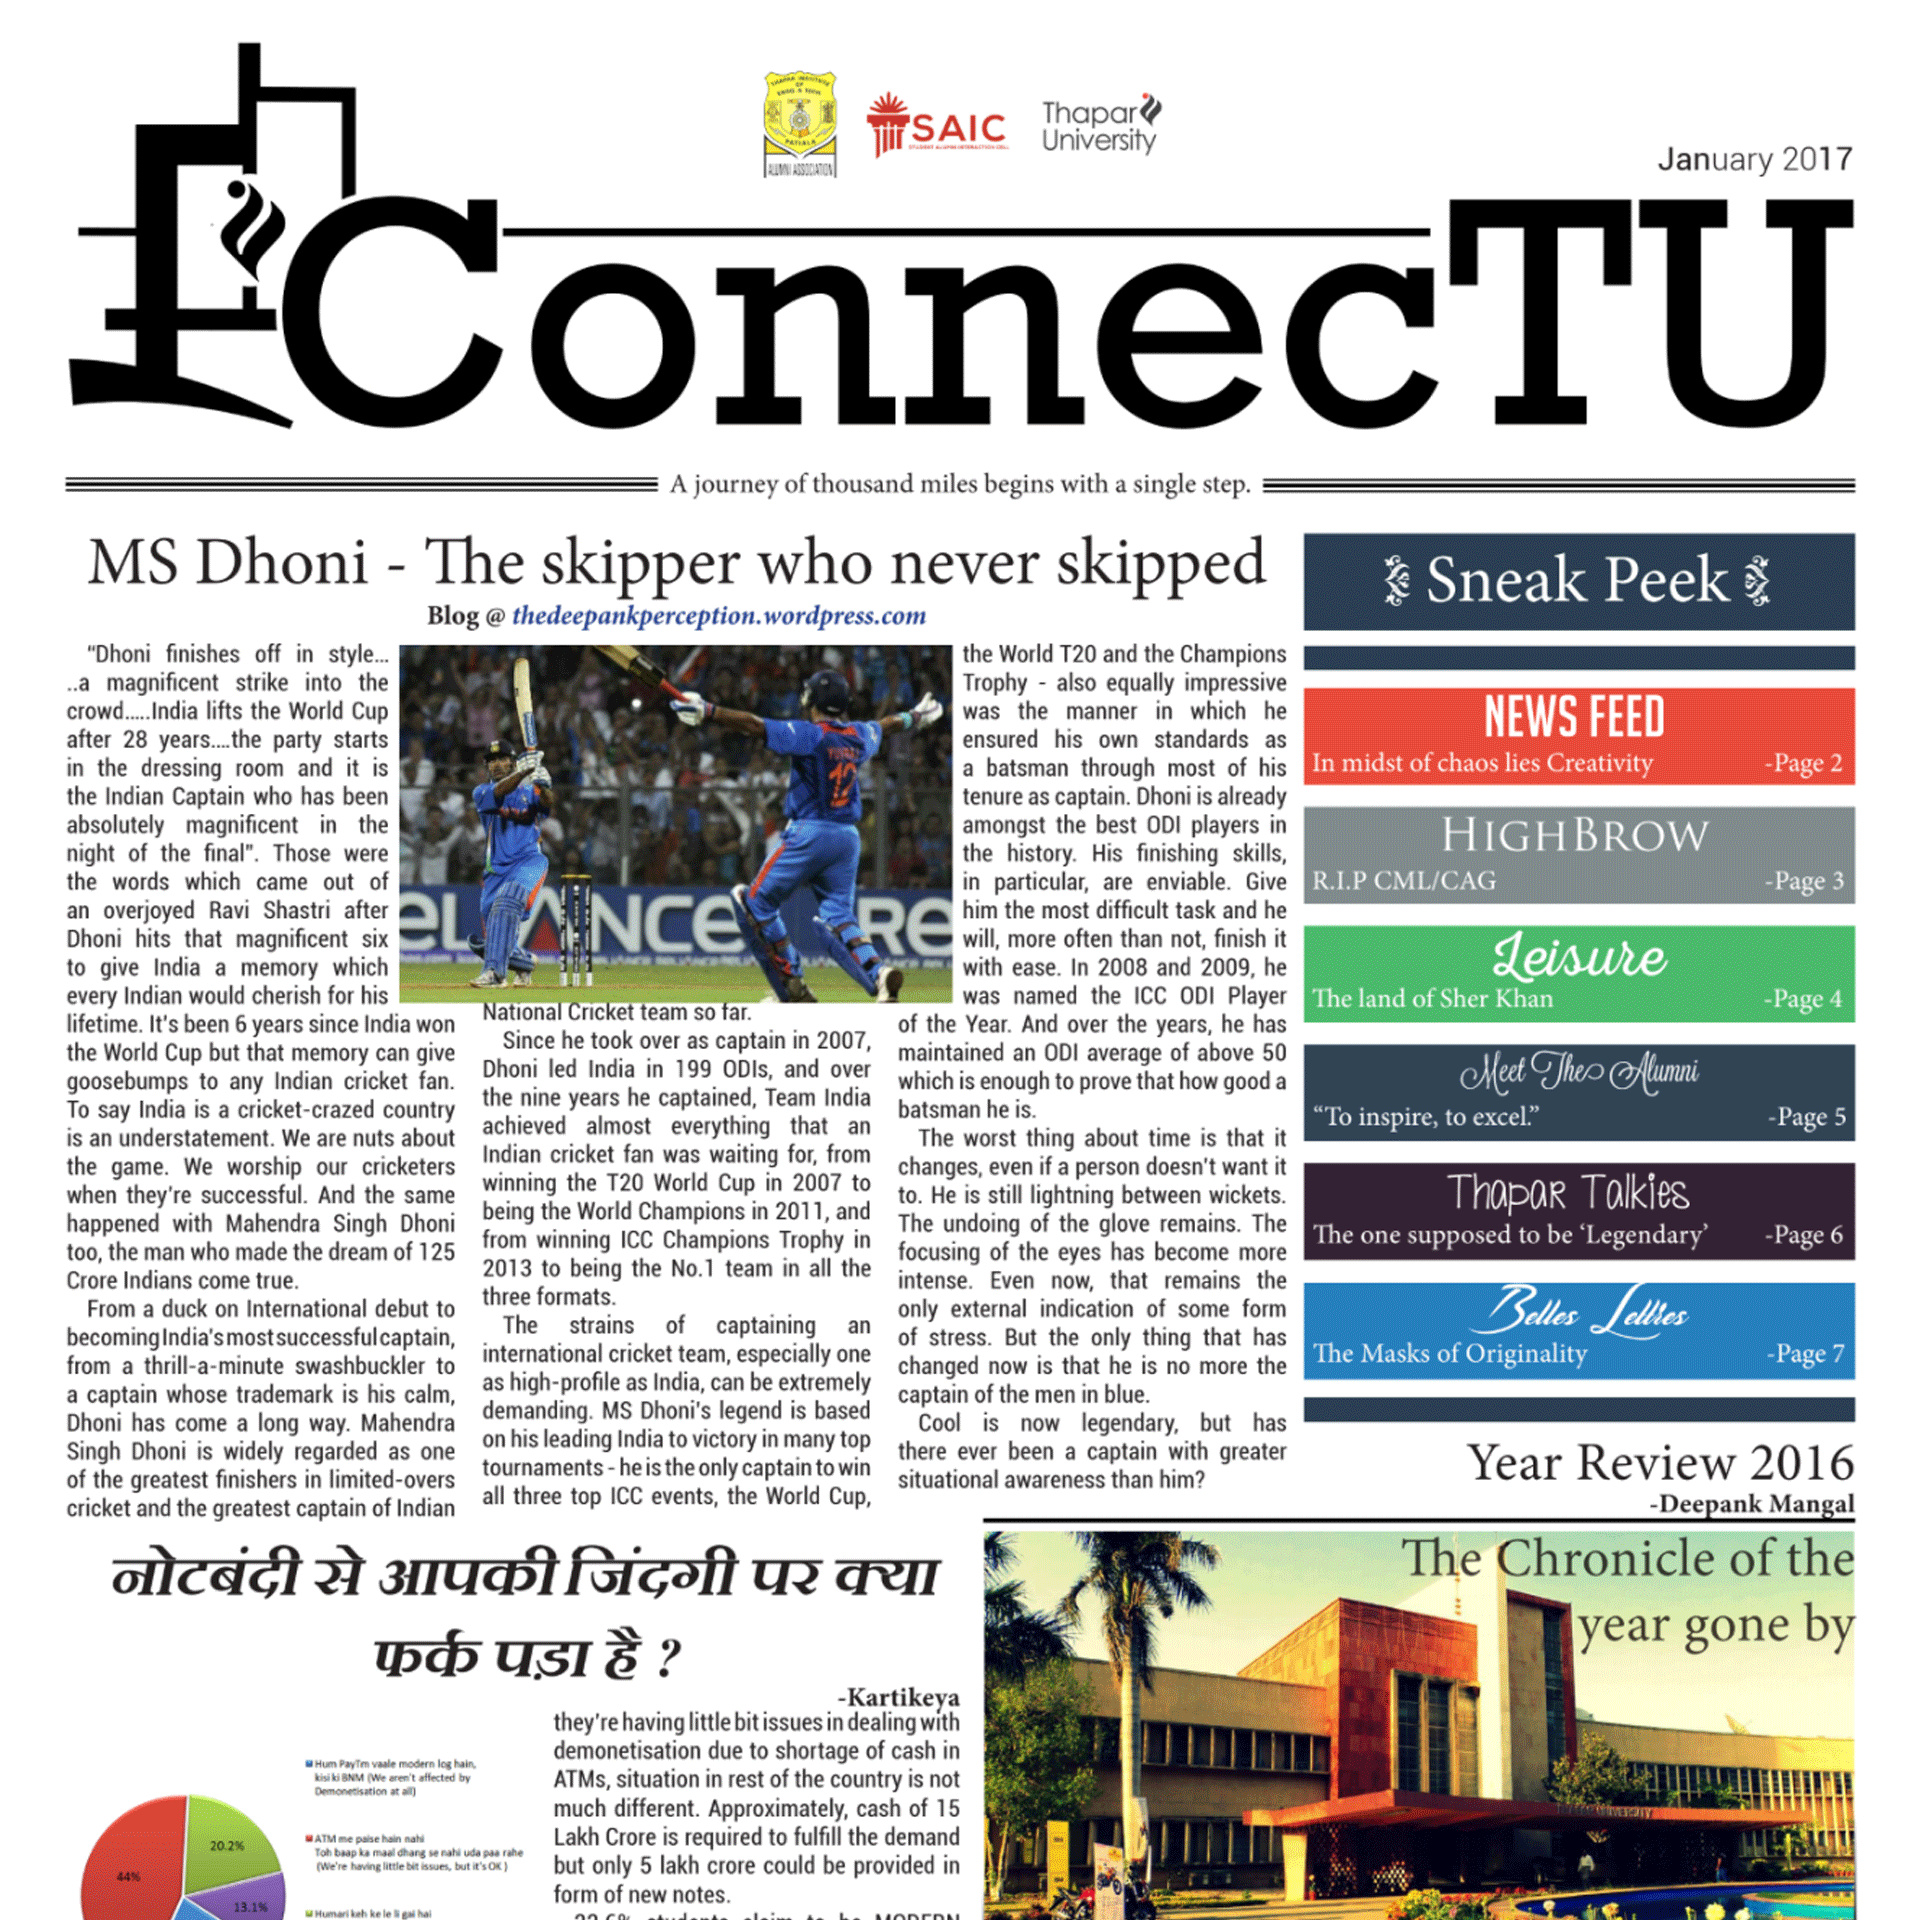 THAPAR INSTITUTE
OF
ENGG & TECH
PATIALA
ALUMNI ASSOCIATION
SAIC
STUDENT ALUMNI INTERACTION CELL
Thapar
University
January 2017
ConnecTU
A journey of thousand miles begins with a single step.
MS Dhoni - The skipper who never skipped
Blog @ thedeepankperception.wordpress.com
“Dhoni finishes off in style...
..a magnificent strike into the
crowd.....India lifts the World Cup
after 28 years....the party starts
in the dressing room and it is
the Indian Captain who has been
absolutely magnificent in the
night of the final”. Those were
the words which came out of
an overjoyed Ravi Shastri after
Dhoni hits that magnificent six
to give India a memory which
every Indian would cherish for his
lifetime. It’s been 6 years since India won
the World Cup but that memory can give
goosebumps to any Indian cricket fan.
To say India is a cricket-crazed country
is an understatement. We are nuts about
the game. We worship our cricketers
when they’re successful. And the same
happened with Mahendra Singh Dhoni
too, the man who made the dream of 125
Crore Indians come true.
From a duck on International debut to
becoming India’s most successful captain,
from a thrill-a-minute swashbuckler to
a captain whose trademark is his calm,
Dhoni has come a long way. Mahendra
Singh Dhoni is widely regarded as one
of the greatest finishers in limited-overs
cricket and the greatest captain of Indian
12
RELIANCE
RE
National Cricket team so far.
Since he took over as captain in 2007,
Dhoni led India in 199 ODIs, and over
the nine years he captained, Team India
achieved almost everything that an
Indian cricket fan was waiting for, from
winning the T20 World Cup in 2007 to
being the World Champions in 2011, and
from winning ICC Champions Trophy in
2013 to being the No.1 team in all the
three formats.
The strains of captaining an
international cricket team, especially one
as high-profile as India, can be extremely
demanding. MS Dhoni’s legend is based
on his leading India to victory in many top
tournaments - he is the only captain to win
all three top ICC events, the World Cup,
the World T20 and the Champions
Trophy - also equally impressive
was the manner in which he
ensured his own standards as
a batsman through most of his
tenure as captain. Dhoni is already
amongst the best ODI players in
the history. His finishing skills,
in particular, are enviable. Give
him the most difficult task and he
will, more often than not, finish it
with ease. In 2008 and 2009, he
was named the ICC ODI Player
of the Year. And over the years, he has
maintained an ODI average of above 50
which is enough to prove that how good a
batsman he is.
The worst thing about time is that it
changes, even if a person doesn’t want it
to. He is still lightning between wickets.
The undoing of the glove remains. The
focusing of the eyes has become more
intense. Even now, that remains the
only external indication of some form
of stress. But the only thing that has
changed now is that he is no more the
captain of the men in blue.
Cool is now legendary, but has
there ever been a captain with greater
situational awareness than him?
Sneak Peek
NEWS FEED
In midst of chaos lies Creativity -Page 2
HIGHBROW
R.I.P CML/CAG -Page 3
Leisure
The land of Sher Khan -Page 4
Meet The Alumni
“To inspire, to excel.” -Page 5
Thapar Talkies
The one supposed to be ‘Legendary’ -Page 6
Belles Lettres
The Masks of Originality -Page 7
Year Review 2016
-Deepank Mangal
The Chronicle of the
year gone by
THAPAR UNIVERSITY
नोटबंदी से आपकी जिंदगी पर क्या
फर्क पड़ा है ?
-Kartikeya
Hum PayTm vaale modern log hain,
kisi ki BNM (We aren't affected by
Demonetisation at all)
ATM me paise hain nahi
Toh baap ka maal dhang se nahi uda paa rahe
(We're having little bit issues, but it's OK )
Humari keh ke le li gai hai
44%
20.2%
13.1%
they’re having little bit issues in dealing with
demonetisation due to shortage of cash in
ATMs, situation in rest of the country is not
much different. Approximately, cash of 15
Lakh Crore is required to fulfill the demand
but only 5 lakh crore could be provided in
form of new notes.
22.6% students claim to be MODERN